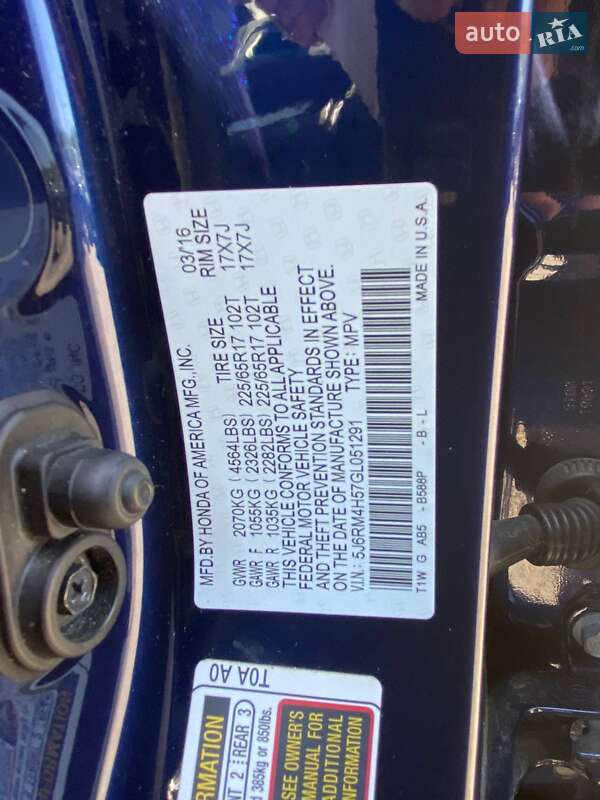 auto RIA.com
MFD.BY HONDA OF AMERICA MFG.,INC. 03/16
TIRE SIZE RIM SIZE
GVWR 2070KG (4564LBS)
GAWR F 1055KG (2326LBS) 225/65R17 102T 17X7J
GAWR R 1035KG (2282LBS) 225/65R17 102T 17X7J
THIS VEHICLE CONFORMS TO ALL APPLICABLE
FEDERAL MOTOR VEHICLE SAFETY
AND THEFT PREVENTION STANDARDS IN EFFECT
ON THE DATE OF MANUFACTURE SHOWN ABOVE.
V.I.N.: 5J6RM4H57GL051291 TYPE: MPV
T1W G A85 -B588P -B-L MADE IN U.S.A.
T0A A0
FORMATION
NT 2 REAR 3
d 385kg or 850lbs.
SEE OWNER'S
MANUAL FOR
ADDITIONAL
INFORMATION